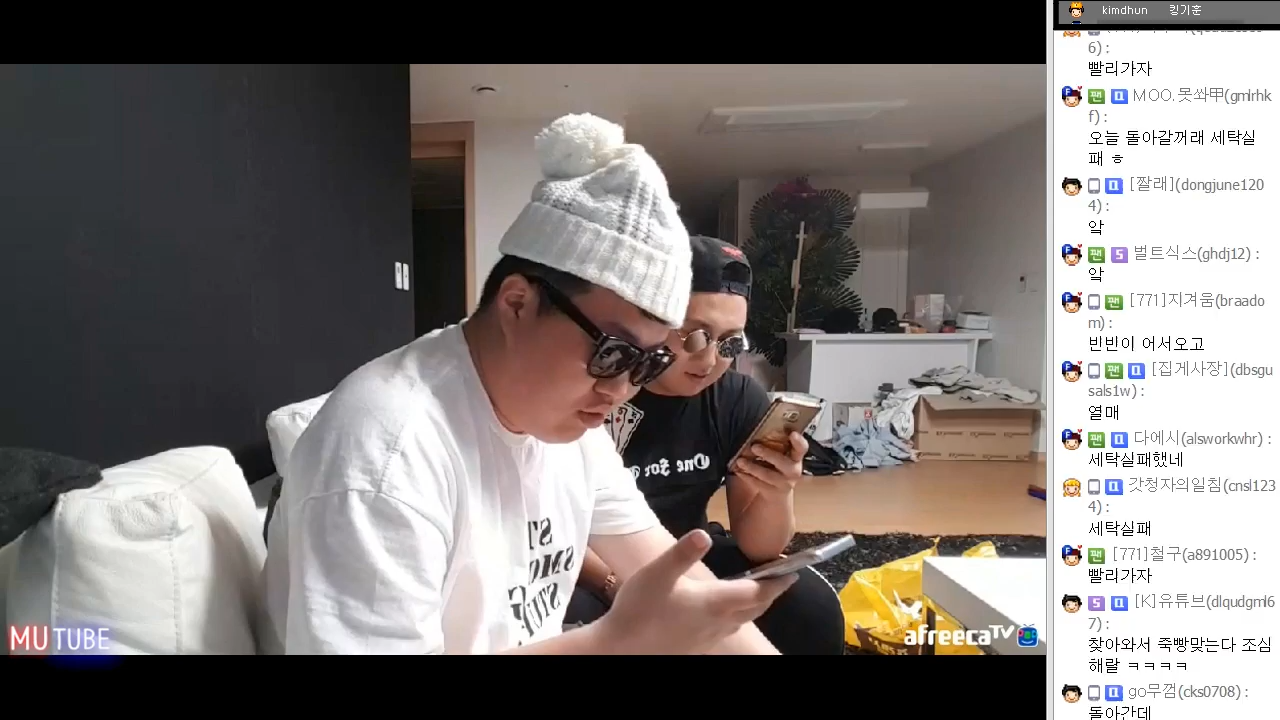 kimdhun 킹기훈
6) :
빨리가자
MOO.못쏴甲(gmlrhk
f) :
오늘 돌아갈꺼래 세탁실
패 ㅎ
[짤래](dongjune120
4) :
악
벌트식스(ghdj12) :
악
[771]지겨움(braado
m) :
빈빈이 어서오고
[집게사장](dbsgu
sals1w) :
열매
다에시(alsworkwhr) :
세탁실패했네
갓청자의일침(cnsl123
4) :
세탁실패
[771]철구(a891005) :
빨리가자
[K]유튜브(dlqudgml6
7) :
찾아와서 죽빵맞는다 조심
해랄 ㅋㅋㅋㅋ
go무껌(cks0708) :
돌아간데
One for
MUTUBE
afreecaTV